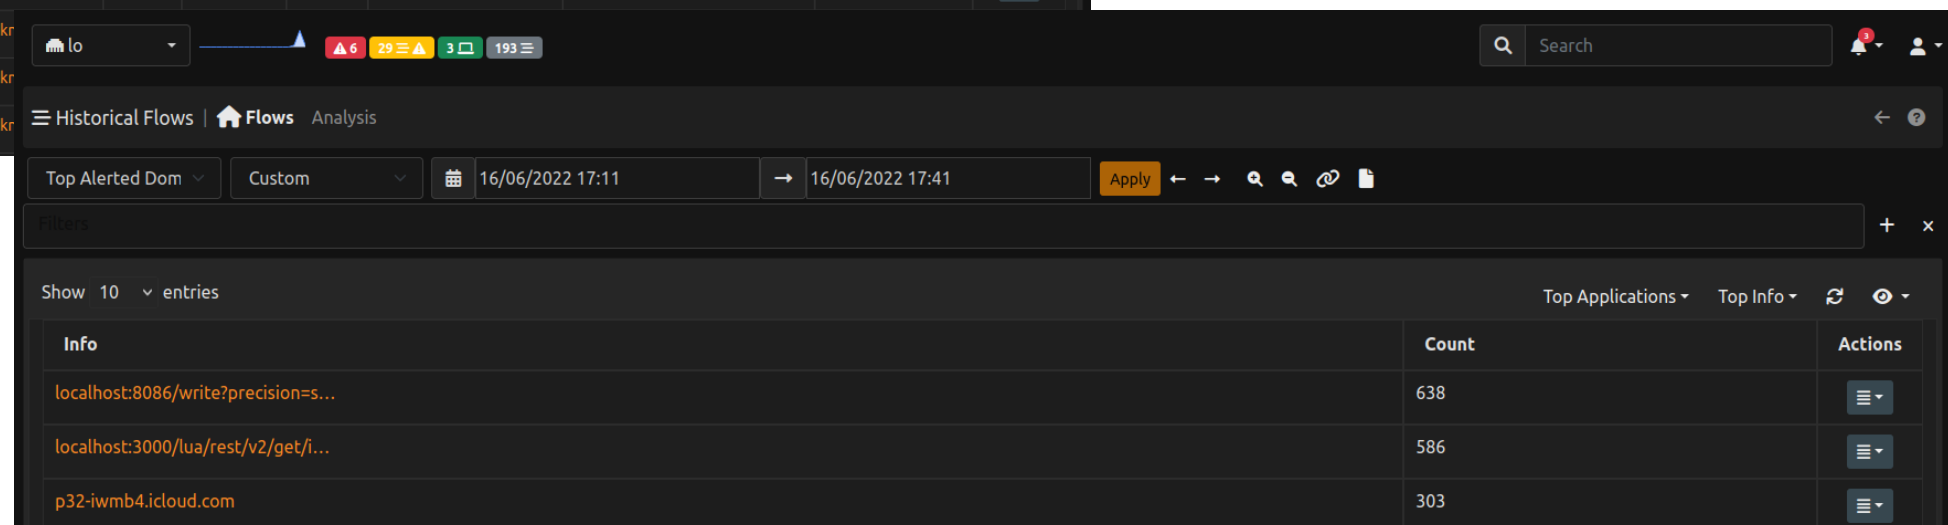 kr
lo 6 29 3 193 Search 3
kr
Historical Flows | Flows Analysis
kr
Top Alerted Dom Custom 16/06/2022 17:11 → 16/06/2022 17:41 Apply ← →
Filters
Show 10 entries Top Applications Top Info
Info Count Actions
localhost:8086/write?precision=s... 638
localhost:3000/lua/rest/v2/get/i... 586
p32-iwmb4.icloud.com 303